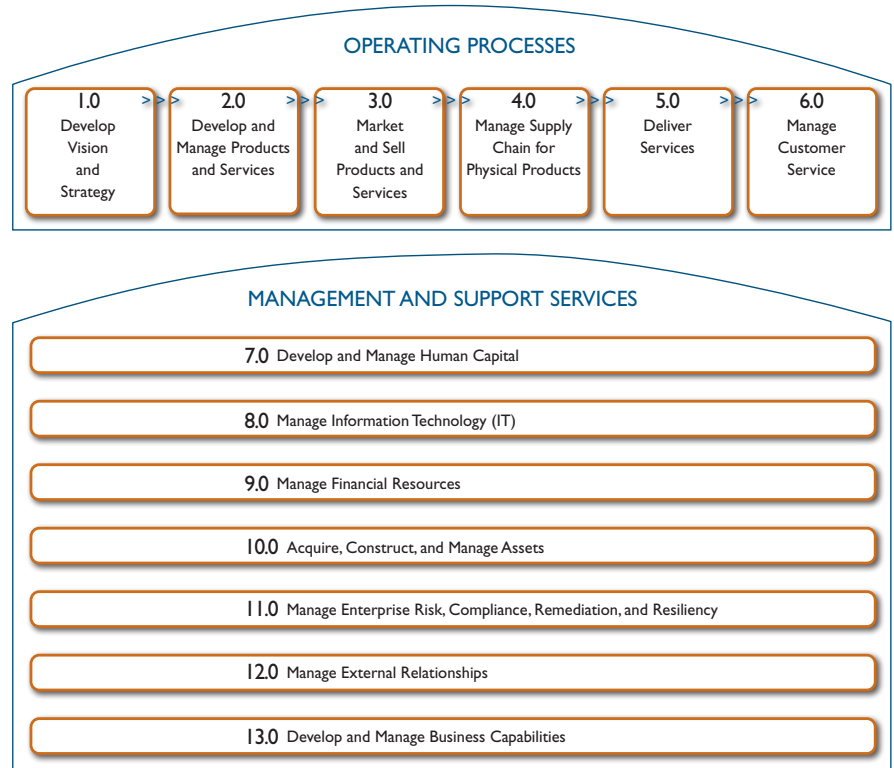 OPERATING PROCESSES
1.0
Develop
Vision
and
Strategy
> > >
2.0
Develop and
Manage Products
and Services
> > >
3.0
Market
and Sell
Products and
Services
> > >
4.0
Manage Supply
Chain for
Physical Products
> > >
5.0
Deliver
Services
> > >
6.0
Manage
Customer
Service
MANAGEMENT AND SUPPORT SERVICES
7.0 Develop and Manage Human Capital
8.0 Manage Information Technology (IT)
9.0 Manage Financial Resources
10.0 Acquire, Construct, and Manage Assets
11.0 Manage Enterprise Risk, Compliance, Remediation, and Resiliency
12.0 Manage External Relationships
13.0 Develop and Manage Business Capabilities